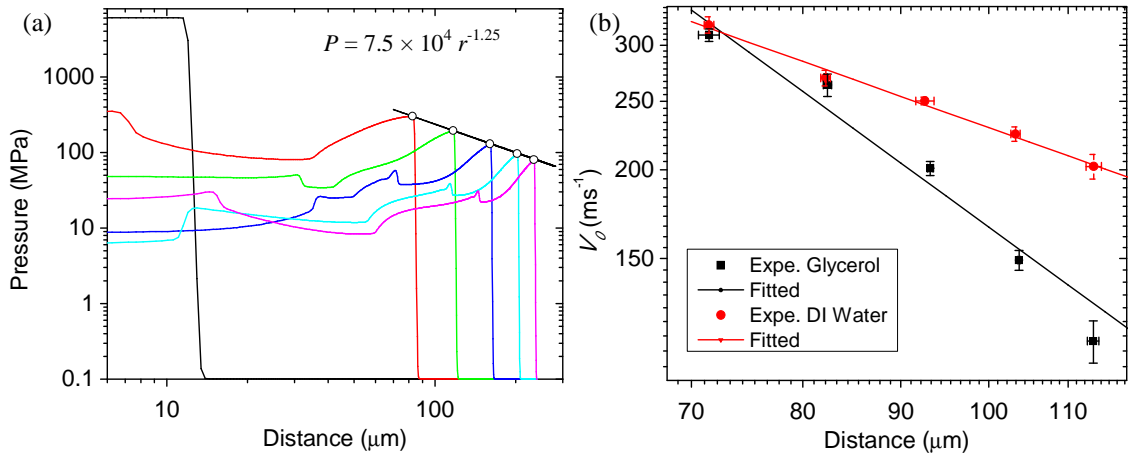 (a)
P = 7.5 × 10⁴ r⁻¹·²⁵
1000
100
10
1
0.1
Pressure (MPa)
10
100
Distance (μm)
(b)
300
250
200
150
V₀ (ms⁻¹)
Expe. Glycerol
Fitted
Expe. DI Water
Fitted
70
80
90
100
110
Distance (μm)